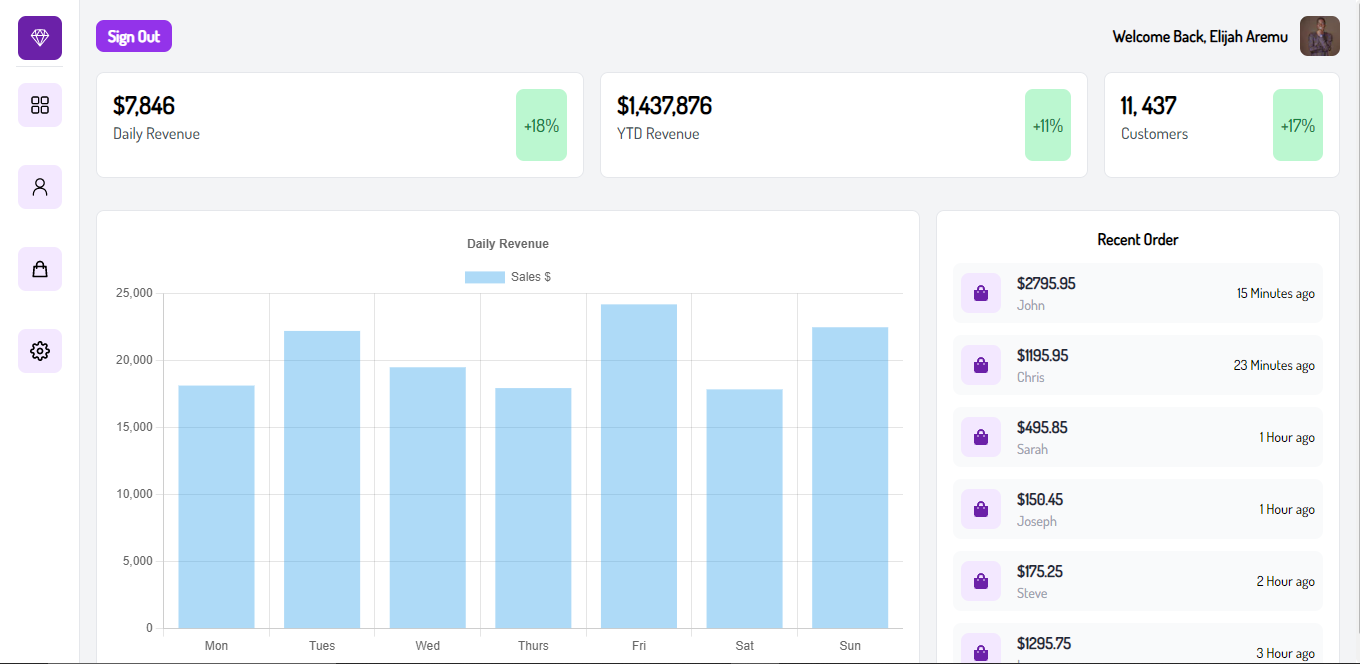 Sign Out
Welcome Back, Elijah Aremu
$7,846
Daily Revenue
+18%
$1,437,876
YTD Revenue
+11%
11, 437
Customers
+17%
Daily Revenue
Sales $
25,000
20,000
15,000
10,000
5,000
0
Mon
Tues
Wed
Thurs
Fri
Sat
Sun
Recent Order
$2795.95
John
15 Minutes ago
$1195.95
Chris
23 Minutes ago
$495.85
Sarah
1 Hour ago
$150.45
Joseph
1 Hour ago
$175.25
Steve
2 Hour ago
$1295.75
3 Hour ago